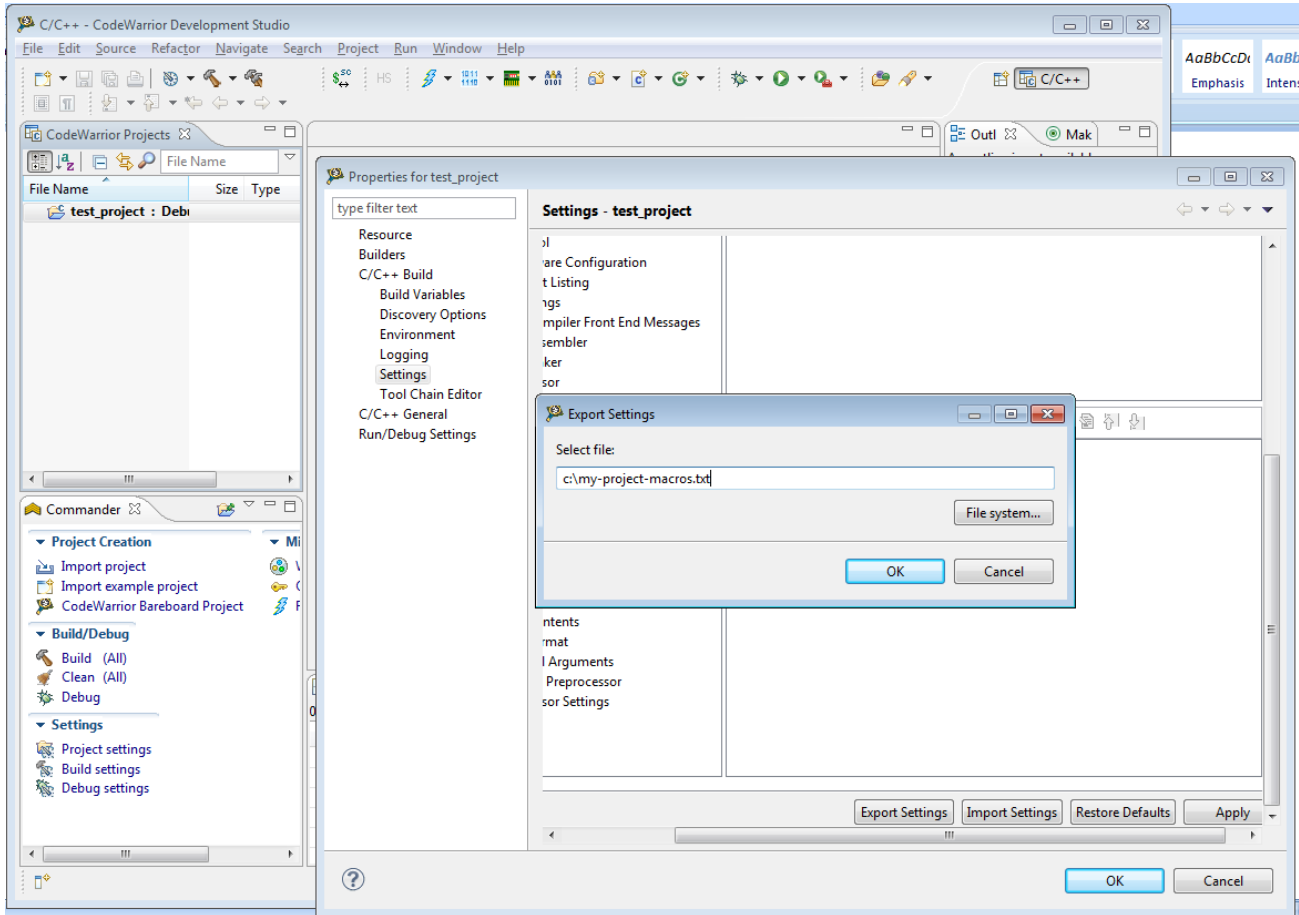 C/C++ - CodeWarrior Development Studio
File Edit Source Refactor Navigate Search Project Run Window Help
AaBbCcDt AaBb
Emphasis Intens
HS
C/C++
CodeWarrior Projects
Outl Mak
File Name
File Name Size Type
test_project : Deb
Properties for test_project
type filter text
Settings - test_project
Resource
Builders
C/C++ Build
Build Variables
Discovery Options
Environment
Logging
Settings
Tool Chain Editor
C/C++ General
Run/Debug Settings
ol
are Configuration
t Listing
ngs
mpiler Front End Messages
sembler
ker
sor
Export Settings
Select file:
c:\my-project-macros.txt
File system...
OK Cancel
ntents
rmat
l Arguments
Preprocessor
sor Settings
Export Settings Import Settings Restore Defaults Apply
OK Cancel
Commander
Project Creation Mi
Import project
Import example project
CodeWarrior Bareboard Project
Build/Debug
Build (All)
Clean (All)
Debug
Settings
Project settings
Build settings
Debug settings